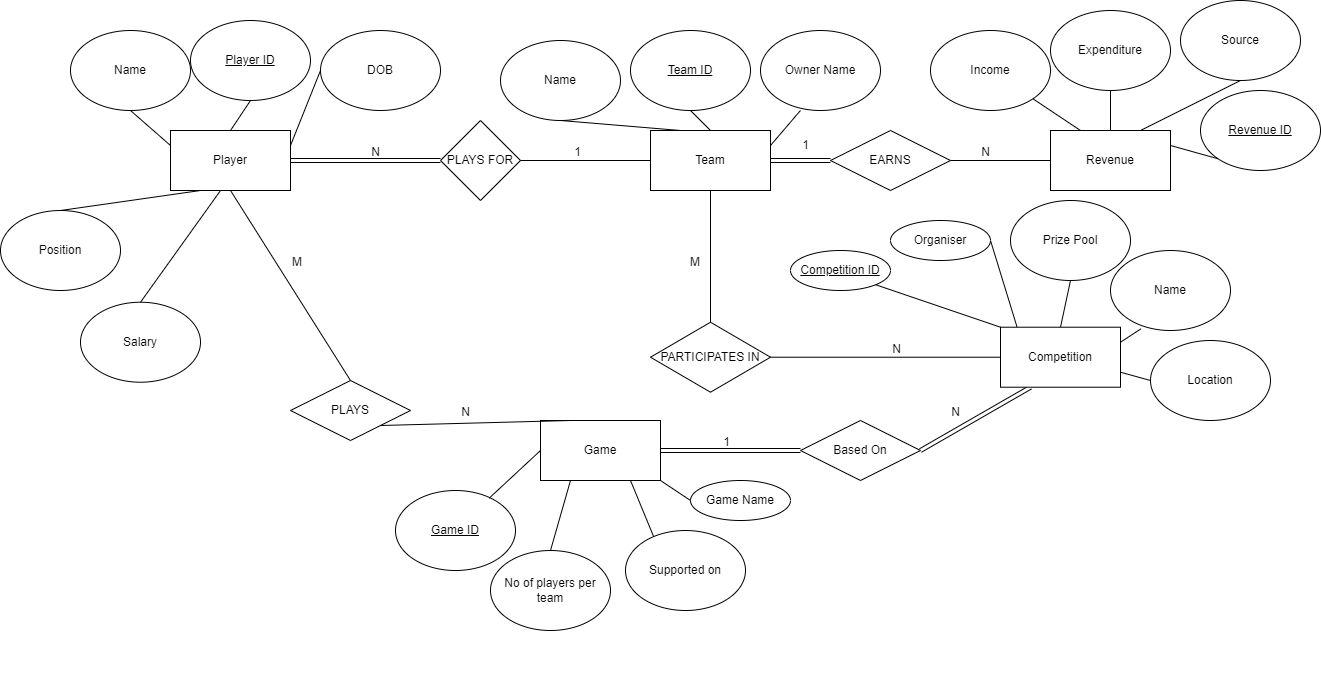 Name
Player ID
DOB
Name
Team ID
Owner Name
Income
Expenditure
Source
Revenue ID
Player
N
PLAYS FOR
1
Team
1
EARNS
N
Revenue
Position
Salary
M
M
Competition ID
Organiser
Prize Pool
Name
Location
PARTICIPATES IN
N
Competition
PLAYS
N
Game
1
Based On
N
Game ID
No of players per
team
Supported on
Game Name